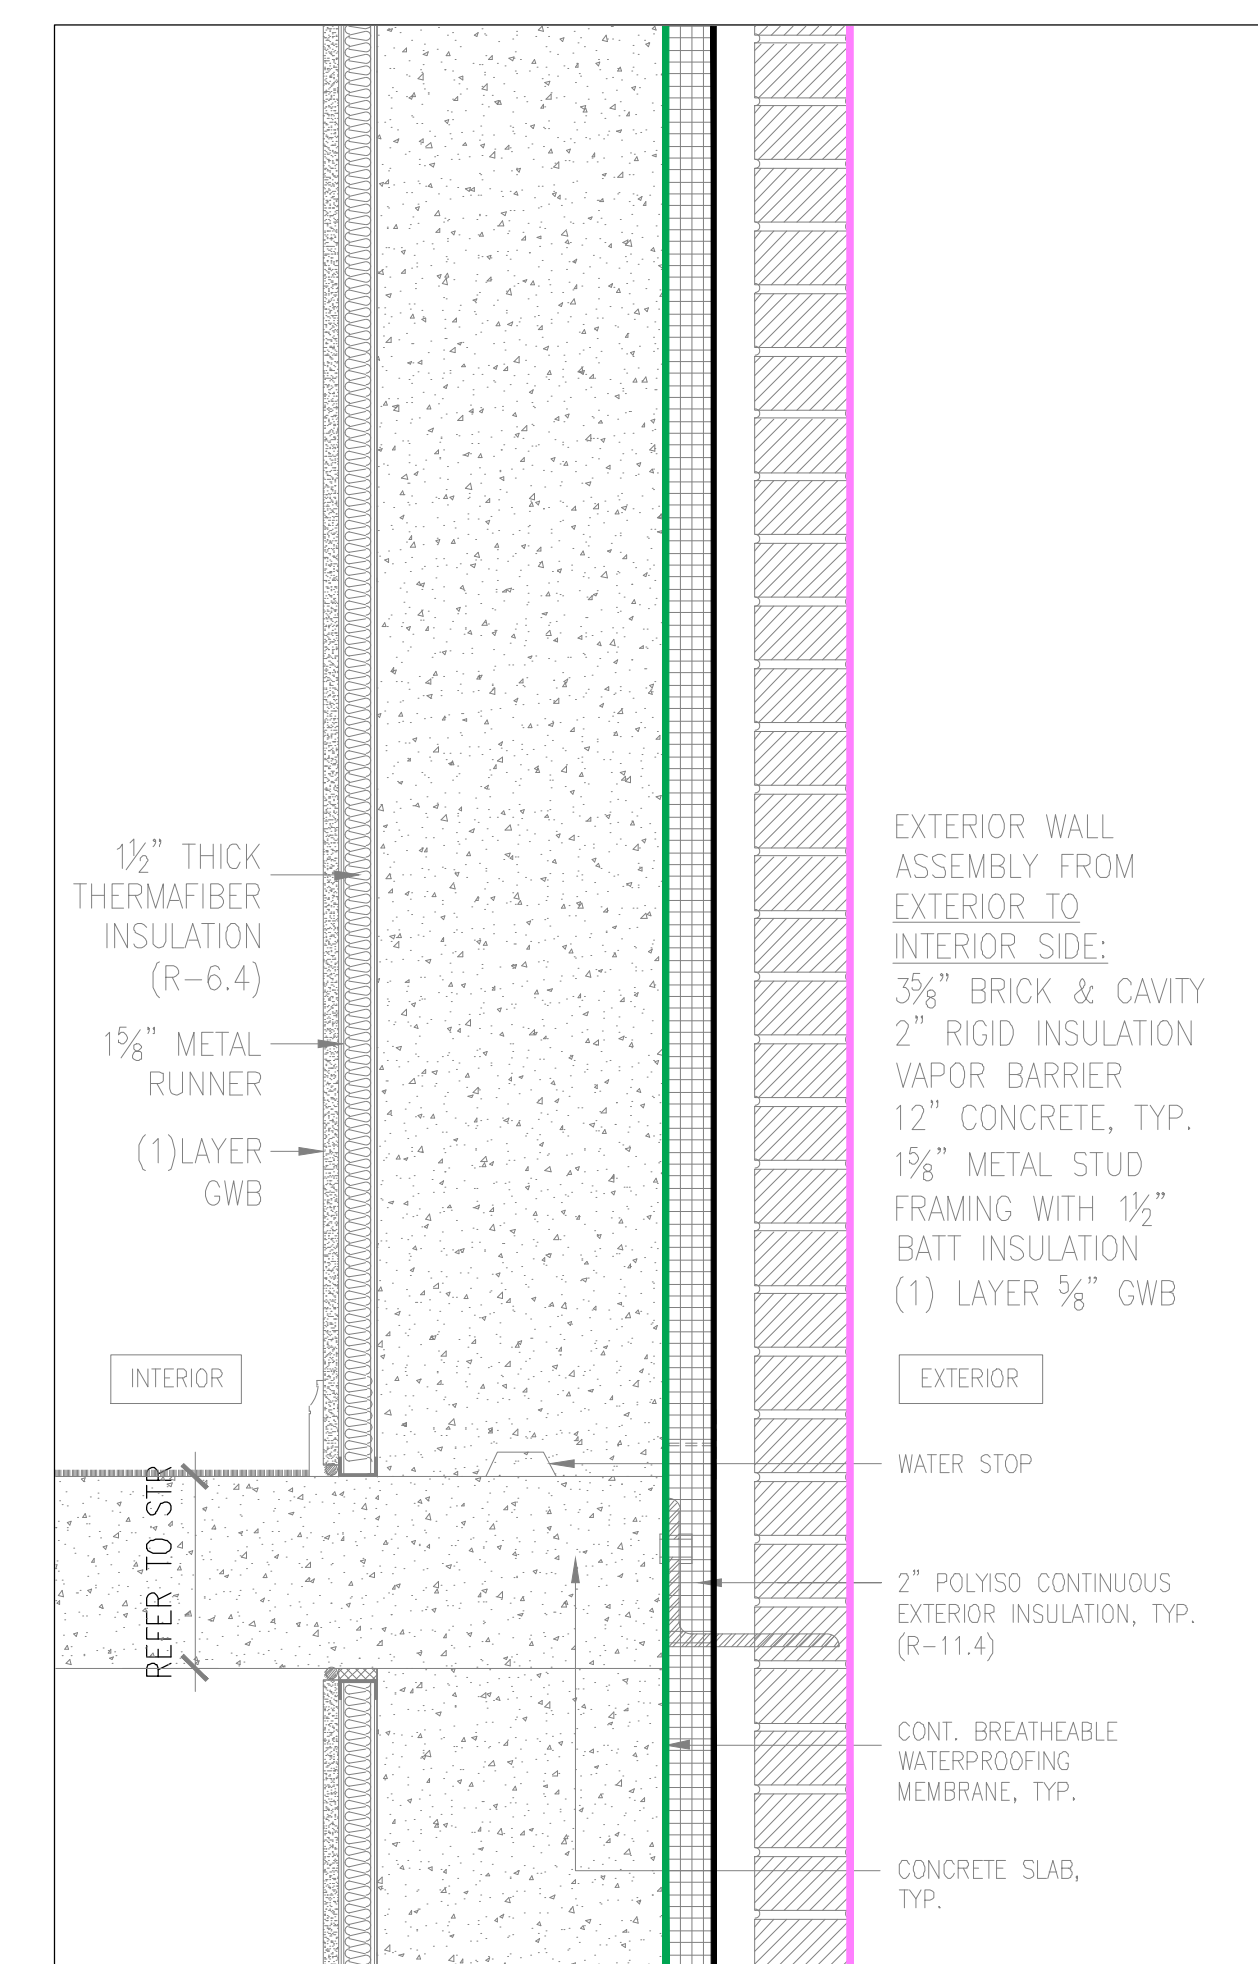 1½" THICK
THERMAFIBER
INSULATION
(R-6.4)
1⅝" METAL
RUNNER
(1)LAYER
GWB
INTERIOR
REFER TO STR
EXTERIOR WALL
ASSEMBLY FROM
EXTERIOR TO
INTERIOR SIDE:
3⅝" BRICK & CAVITY
2" RIGID INSULATION
VAPOR BARRIER
12" CONCRETE, TYP.
1⅝" METAL STUD
FRAMING WITH 1½"
BATT INSULATION
(1) LAYER ⅝" GWB
EXTERIOR
WATER STOP
2" POLYISO CONTINUOUS
EXTERIOR INSULATION, TYP.
(R-11.4)
CONT. BREATHEABLE
WATERPROOFING
MEMBRANE, TYP.
CONCRETE SLAB,
TYP.